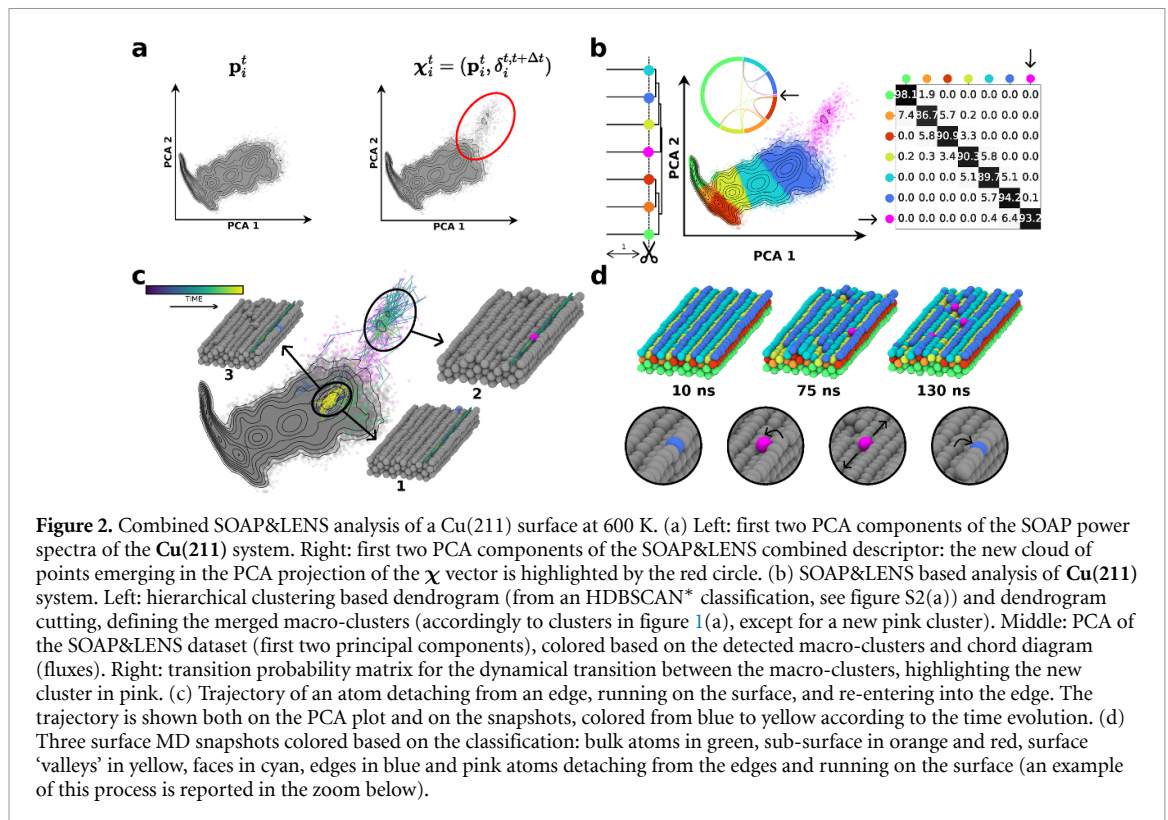 a
b
p_i^t
χ_i^t = (p_i^t, δ_i^{t,t+Δt})
PCA 2
PCA 1
PCA 2
PCA 1
1
PCA 2
PCA 1
98.1 1.9 0.0 0.0 0.0 0.0 0.0
7.4 86.7 5.7 0.2 0.0 0.0 0.0
0.0 5.8 90.9 3.3 0.0 0.0 0.0
0.2 0.3 3.4 90.3 5.8 0.0 0.0
0.0 0.0 0.0 5.1 89.7 5.1 0.0
0.0 0.0 0.0 0.0 5.7 94.2 0.1
0.0 0.0 0.0 0.0 0.4 6.4 93.2
c
TIME
3
2
1
d
10 ns
75 ns
130 ns
Figure 2. Combined SOAP&LENS analysis of a Cu(211) surface at 600 K. (a) Left: first two PCA components of the SOAP power
spectra of the Cu(211) system. Right: first two PCA components of the SOAP&LENS combined descriptor: the new cloud of
points emerging in the PCA projection of the χ vector is highlighted by the red circle. (b) SOAP&LENS based analysis of Cu(211)
system. Left: hierarchical clustering based dendrogram (from an HDBSCAN* classification, see figure S2(a)) and dendrogram
cutting, defining the merged macro-clusters (accordingly to clusters in figure 1(a), except for a new pink cluster). Middle: PCA of
the SOAP&LENS dataset (first two principal components), colored based on the detected macro-clusters and chord diagram
(fluxes). Right: transition probability matrix for the dynamical transition between the macro-clusters, highlighting the new
cluster in pink. (c) Trajectory of an atom detaching from an edge, running on the surface, and re-entering into the edge. The
trajectory is shown both on the PCA plot and on the snapshots, colored from blue to yellow according to the time evolution. (d)
Three surface MD snapshots colored based on the classification: bulk atoms in green, sub-surface in orange and red, surface
'valleys' in yellow, faces in cyan, edges in blue and pink atoms detaching from the edges and running on the surface (an example
of this process is reported in the zoom below).